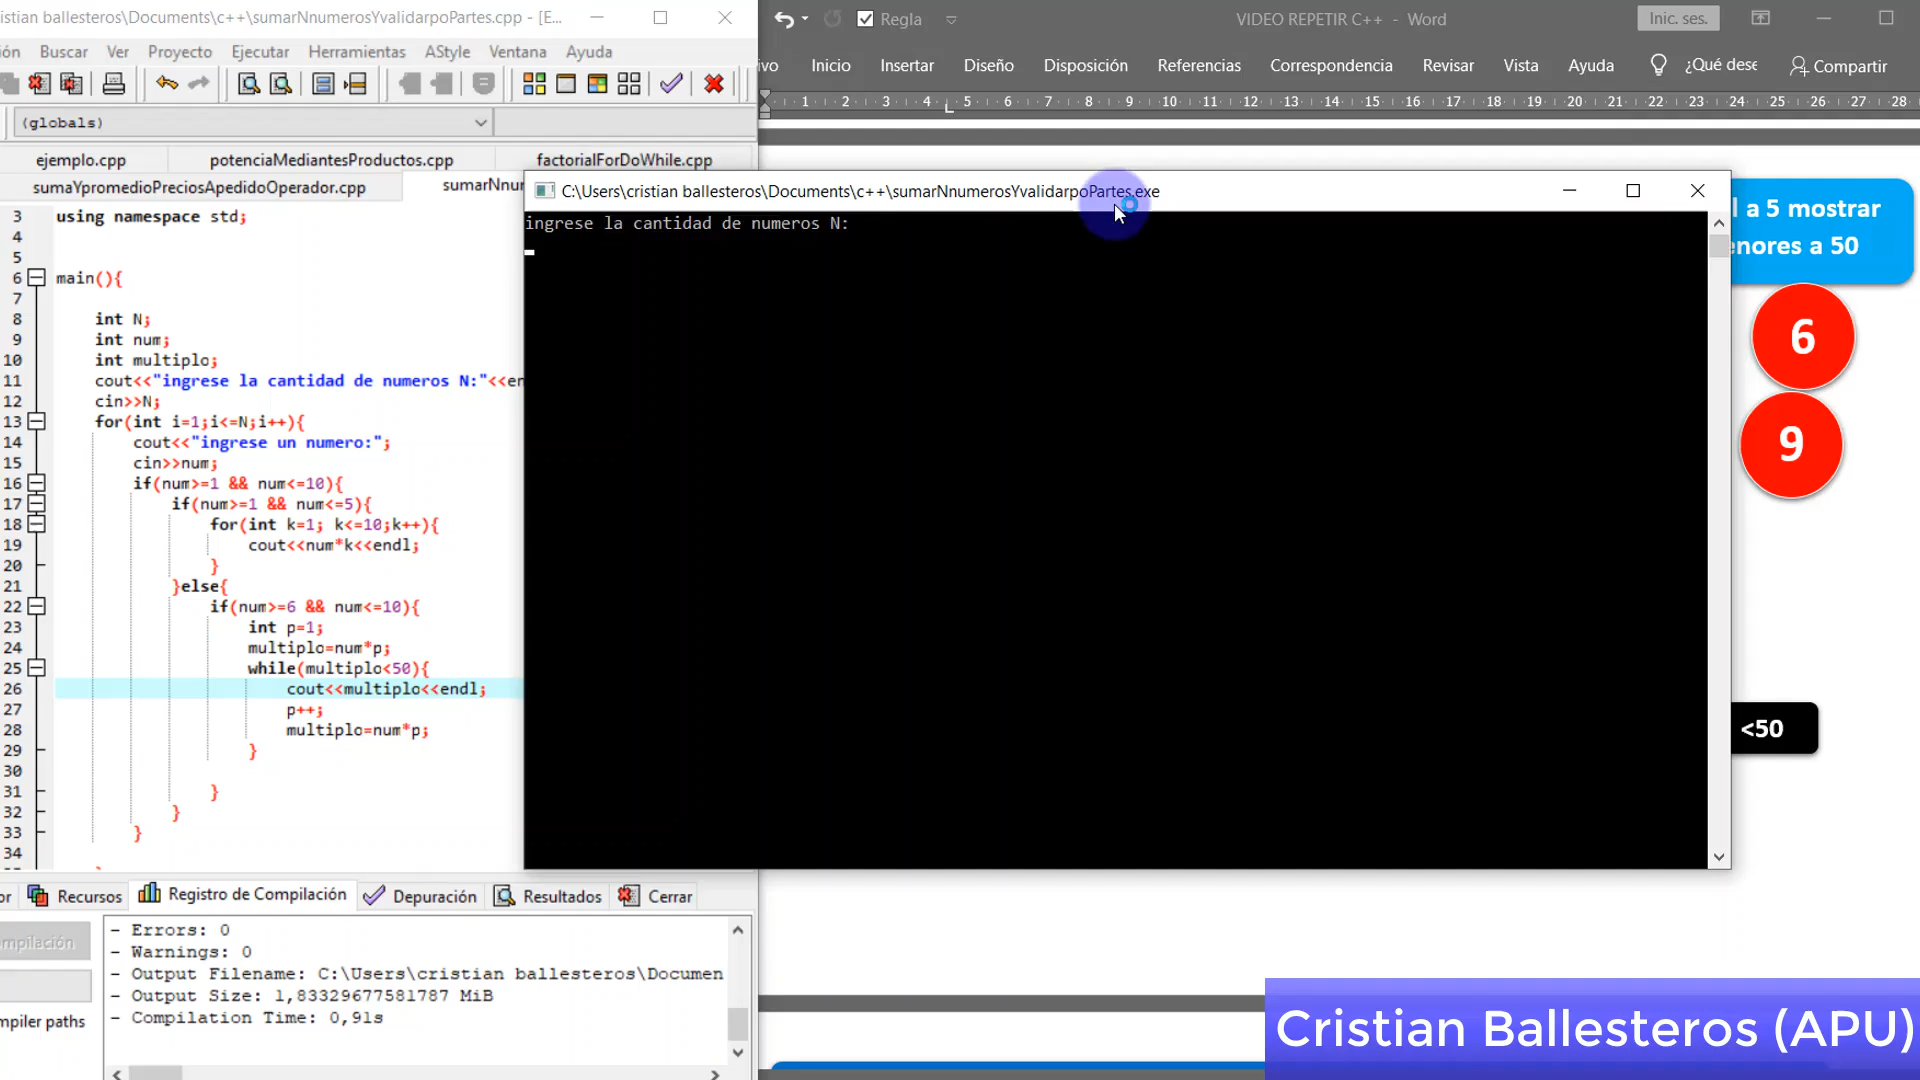 istian ballesteros\Documents\c++\sumarNnumerosYvalidarpoPartes.cpp - [E...
ión Buscar Ver Proyecto Ejecutar Herramientas AStyle Ventana Ayuda
(globals)
ejemplo.cpp potenciaMediantesProductos.cpp factorialForDoWhile.cpp
sumaYpromedioPreciosApedidoOperador.cpp sumarNnu
3 using namespace std;
4
5
6 main(){
7
8 int N;
9 int num;
10 int multiplo;
11 cout<<"ingrese la cantidad de numeros N:"<<en
12 cin>>N;
13 for(int i=1;i<=N;i++){
14 cout<<"ingrese un numero:";
15 cin>>num;
16 if(num>=1 && num<=10){
17 if(num>=1 && num<=5){
18 for(int k=1; k<=10;k++){
19 cout<<num*k<<endl;
20 }
21 }else{
22 if(num>=6 && num<=10){
23 int p=1;
24 multiplo=num*p;
25 while(multiplo<50){
26 cout<<multiplo<<endl;
27 p++;
28 multiplo=num*p;
29 }
30
31 }
32 }
33 }
34
or Recursos Registro de Compilación Depuración Resultados Cerrar
mpilación
mpiler paths
- Errors: 0
- Warnings: 0
- Output Filename: C:\Users\cristian ballesteros\Documen
- Output Size: 1,83329677581787 MiB
- Compilation Time: 0,91s
Regla
VIDEO REPETIR C++ - Word
Inic. ses.
ivo Inicio Insertar Diseño Disposición Referencias Correspondencia Revisar Vista Ayuda ¿Qué dese Compartir
1 2 3 4 5 6 7 8 9 10 11 12 13 14 15 16 17 18 19 20 21 22 23 24 25 26 27 28
C:\Users\cristian ballesteros\Documents\c++\sumarNnumerosYvalidarpoPartes.exe
ingrese la cantidad de numeros N:
l a 5 mostrar
enores a 50
6
9
<50
Cristian Ballesteros (APU)